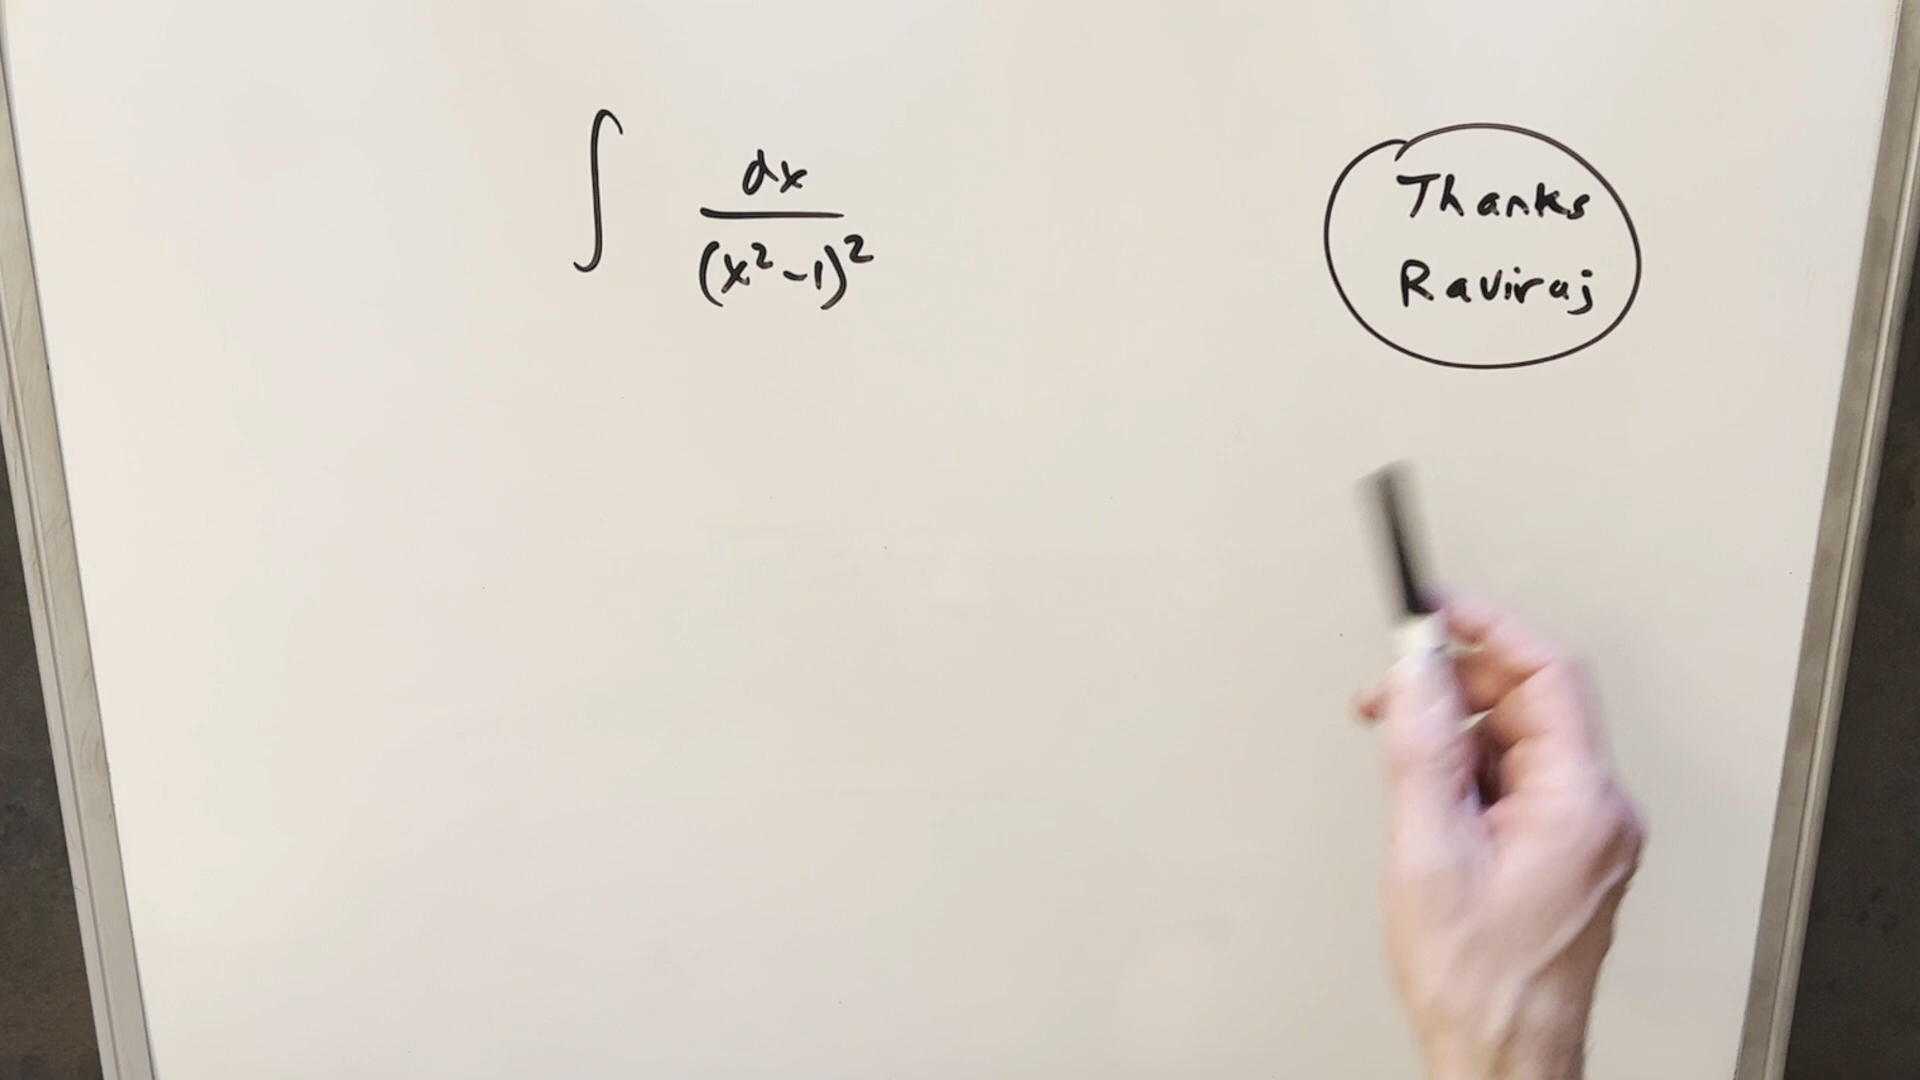 ∫ dx / (x² - 1)²
Thanks
Raviraj